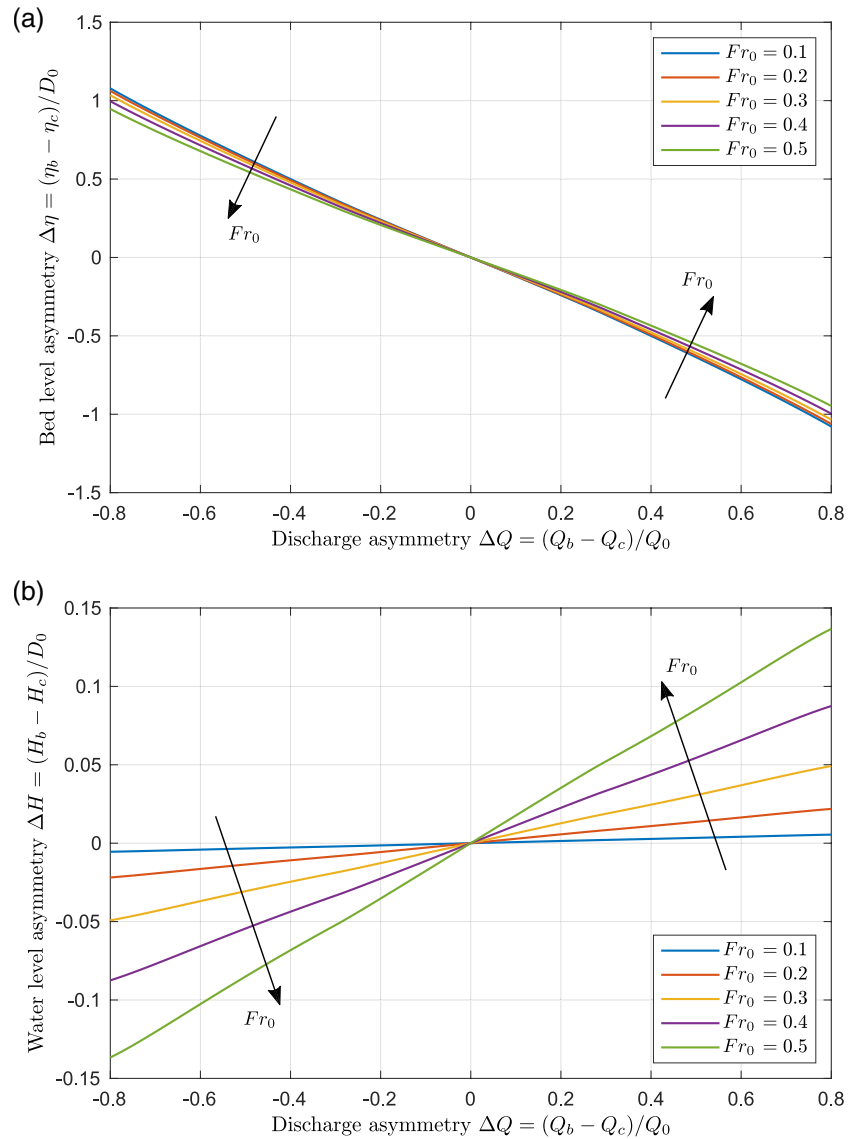 (a)
Bed level asymmetry Δη = (η_b − η_c)/D_0
1.5
1
0.5
0
-0.5
-1
-1.5
Fr_0 = 0.1
Fr_0 = 0.2
Fr_0 = 0.3
Fr_0 = 0.4
Fr_0 = 0.5
Fr_0
Fr_0
-0.8 -0.6 -0.4 -0.2 0 0.2 0.4 0.6 0.8
Discharge asymmetry ΔQ = (Q_b − Q_c)/Q_0
(b)
Water level asymmetry ΔH = (H_b − H_c)/D_0
0.15
0.1
0.05
0
-0.05
-0.1
-0.15
Fr_0
Fr_0
Fr_0 = 0.1
Fr_0 = 0.2
Fr_0 = 0.3
Fr_0 = 0.4
Fr_0 = 0.5
-0.8 -0.6 -0.4 -0.2 0 0.2 0.4 0.6 0.8
Discharge asymmetry ΔQ = (Q_b − Q_c)/Q_0